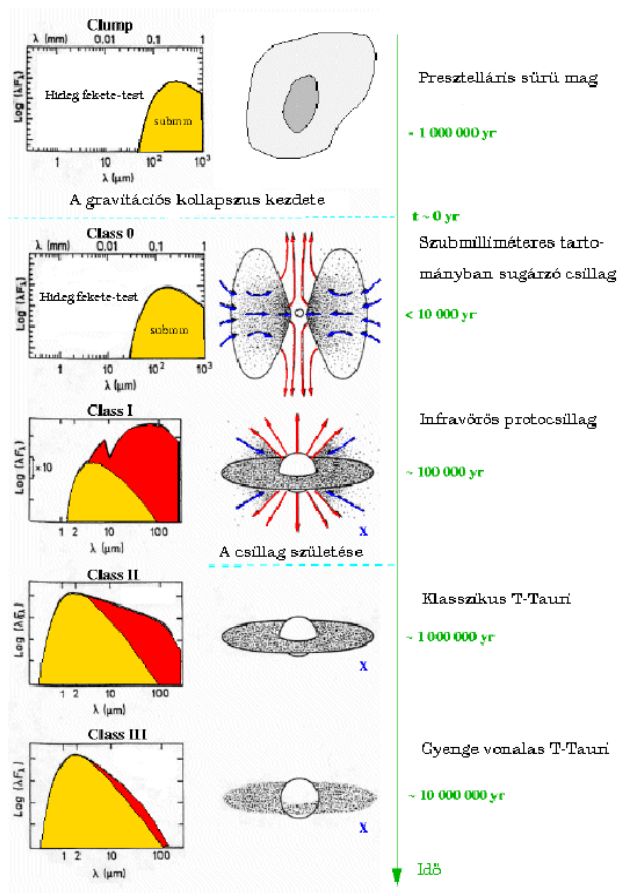 Clump
λ (mm) 0,01 0,1 1
Log (λFλ)
Hideg fekete-test
submm
1 10 10² 10³
λ (μm)
Presztelláris sűrű mag
- 1 000 000 yr
A gravitációs kollapszus kezdete
t ~ 0 yr
Class 0
λ (mm) 0,01 0,1 1
Log (λFλ)
Hideg fekete-test
submm
1 10 10² 10³
λ (μm)
Szubmilliméteres tarto-
mányban sugárzó csillag
< 10 000 yr
Class I
Log (λFλ)
×10
1 2 10 100
λ (μm)
X
Infravörös protocsillag
~ 100 000 yr
A csillag születése
Class II
Log (λFλ)
1 2 10 100
λ (μm)
X
Klasszikus T-Tauri
~ 1 000 000 yr
Class III
Log (λFλ)
1 2 10 100
λ (μm)
X
Gyenge vonalas T-Tauri
~ 10 000 000 yr
Idő